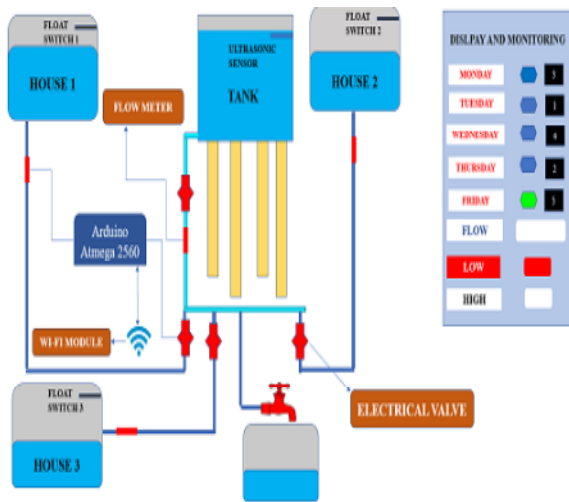 FLOAT
SWITCH 1
HOUSE 1
FLOW METER
ULTRASONIC
SENSOR
TANK
FLOAT
SWITCH 2
HOUSE 2
Arduino
Atmega 2560
WI-FI MODULE
FLOAT
SWITCH 3
HOUSE 3
ELECTRICAL VALVE
DISLPAY AND MONITORING
MONDAY 3
TUESDAY 1
WEDNESDAY 4
THURSDAY 2
FRIDAY 5
FLOW
LOW
HIGH